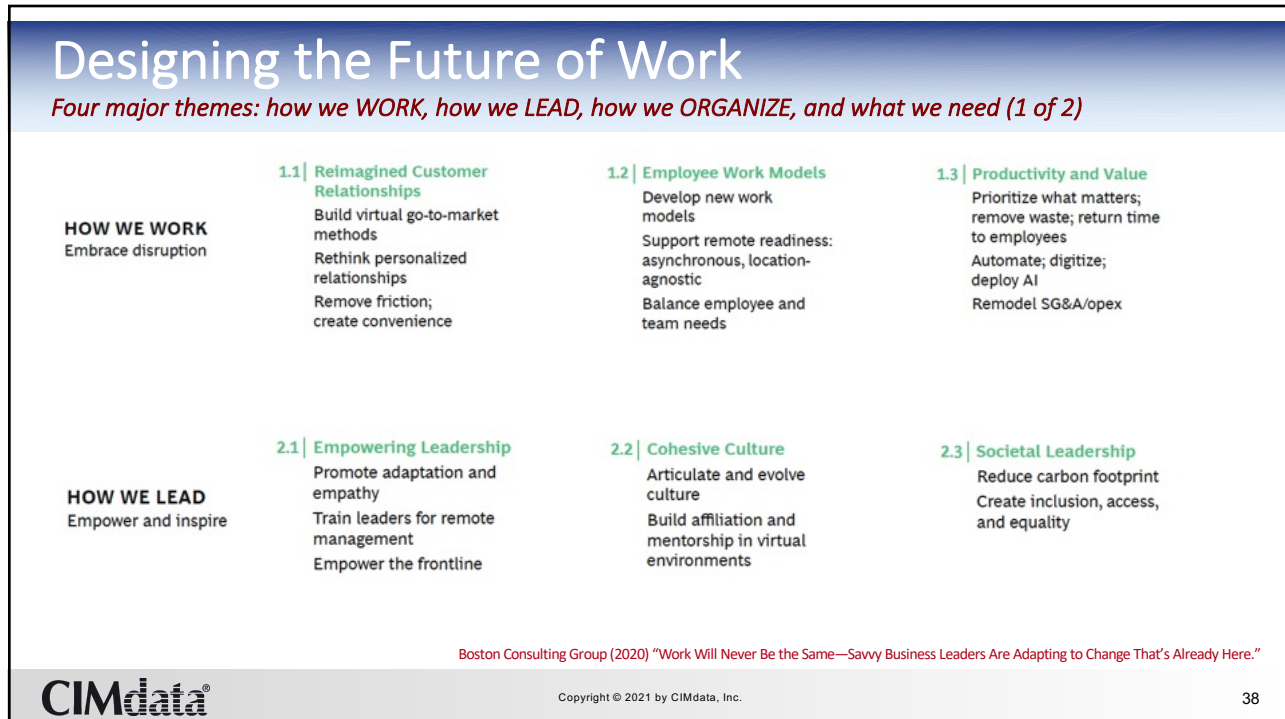 Designing the Future of Work
Four major themes: how we WORK, how we LEAD, how we ORGANIZE, and what we need (1 of 2)
HOW WE WORK
Embrace disruption
1.1 Reimagined Customer
Relationships
Build virtual go-to-market
methods
Rethink personalized
relationships
Remove friction;
create convenience
1.2 Employee Work Models
Develop new work
models
Support remote readiness:
asynchronous, location-
agnostic
Balance employee and
team needs
1.3 Productivity and Value
Prioritize what matters;
remove waste; return time
to employees
Automate; digitize;
deploy AI
Remodel SG&A/opex
HOW WE LEAD
Empower and inspire
2.1 Empowering Leadership
Promote adaptation and
empathy
Train leaders for remote
management
Empower the frontline
2.2 Cohesive Culture
Articulate and evolve
culture
Build affiliation and
mentorship in virtual
environments
2.3 Societal Leadership
Reduce carbon footprint
Create inclusion, access,
and equality
Boston Consulting Group (2020) “Work Will Never Be the Same—Savvy Business Leaders Are Adapting to Change That’s Already Here.”
CIMdata®
Copyright © 2021 by CIMdata, Inc.
38